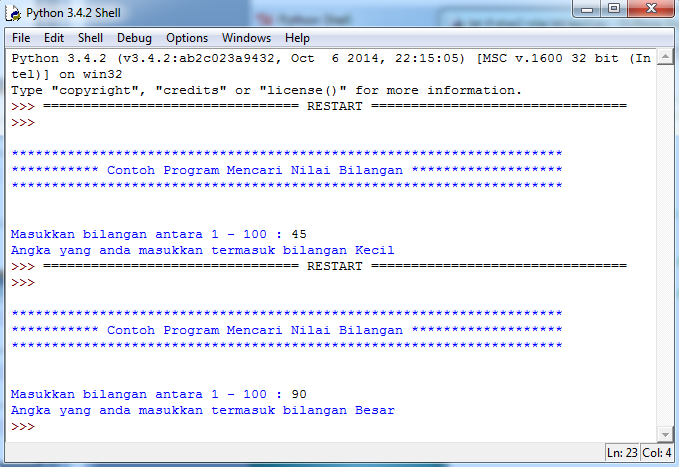 Python 3.4.2 Shell
File Edit Shell Debug Options Windows Help
Python 3.4.2 (v3.4.2:ab2c023a9432, Oct  6 2014, 22:15:05) [MSC v.1600 32 bit (In
tel)] on win32
Type "copyright", "credits" or "license()" for more information.
>>> ================================ RESTART ================================
>>>
*********************************************************************
*********** Contoh Program Mencari Nilai Bilangan *******************
*********************************************************************
Masukkan bilangan antara 1 - 100 : 45
Angka yang anda masukkan termasuk bilangan Kecil
>>> ================================ RESTART ================================
>>>
*********************************************************************
*********** Contoh Program Mencari Nilai Bilangan *******************
*********************************************************************
Masukkan bilangan antara 1 - 100 : 90
Angka yang anda masukkan termasuk bilangan Besar
>>>
Ln: 23 Col: 4